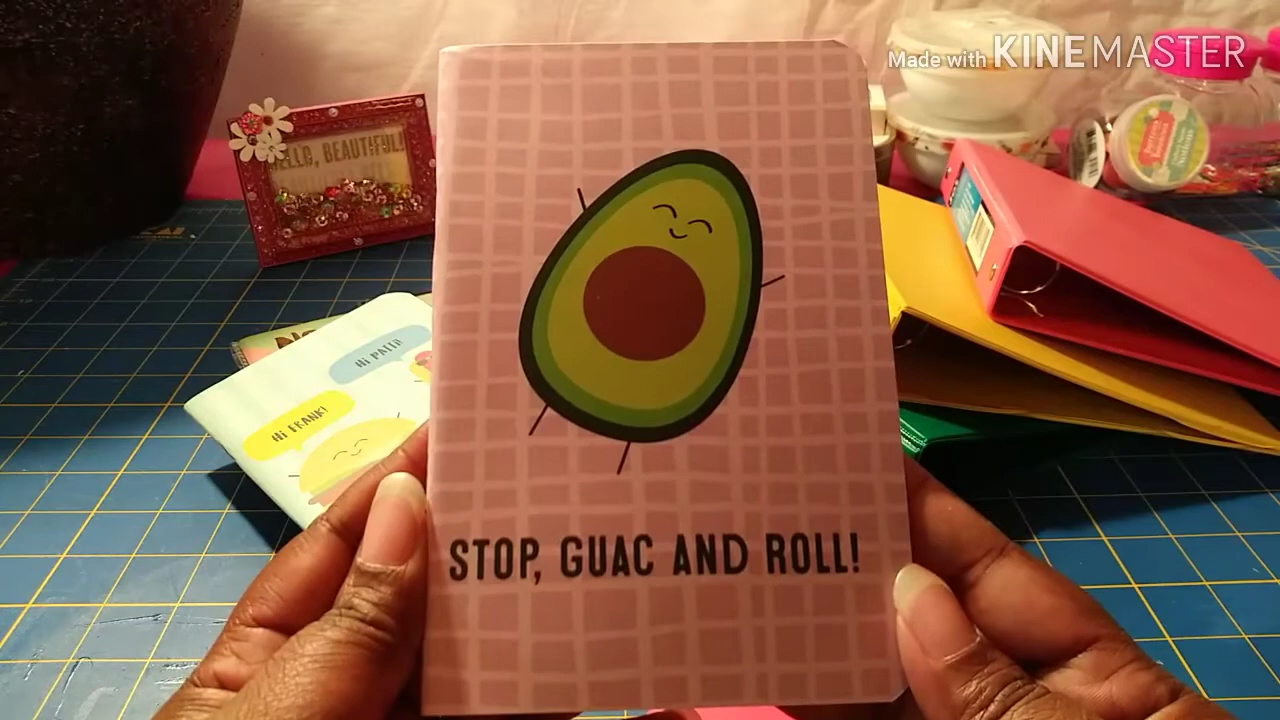 Made with KINEMASTER
HELLO, BEAUTIFUL!
Hi PATTI!
Hi FRANK!
STOP, GUAC AND ROLL!